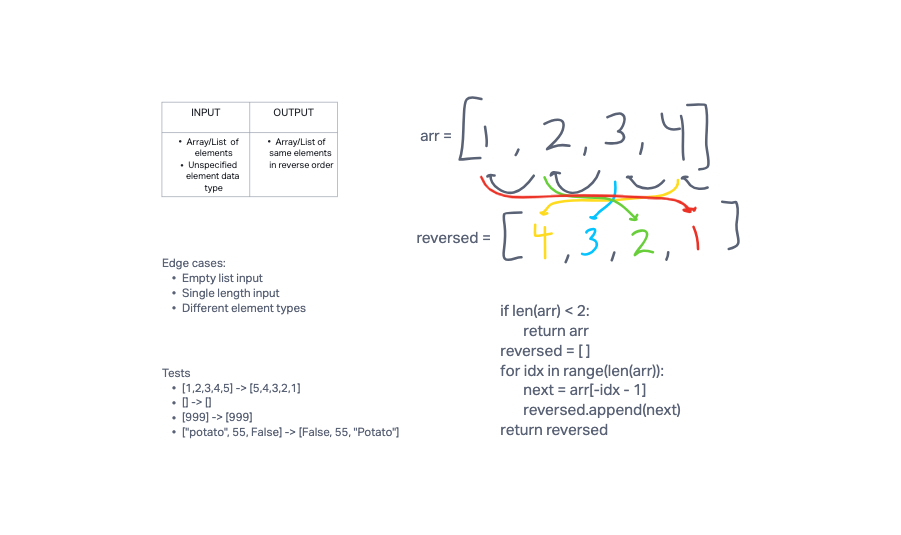 INPUT
OUTPUT
• Array/List of
elements
• Unspecified
element data
type
• Array/List of
same elements
in reverse order
arr = [1, 2, 3, 4]
reversed = [4, 3, 2, 1]
Edge cases:
• Empty list input
• Single length input
• Different element types
Tests
• [1,2,3,4,5] -> [5,4,3,2,1]
• [] -> []
• [999] -> [999]
• ["potato", 55, False] -> [False, 55, "Potato"]
if len(arr) < 2:
return arr
reversed = [ ]
for idx in range(len(arr)):
next = arr[-idx - 1]
reversed.append(next)
return reversed